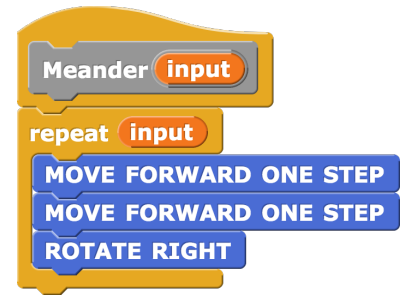 Meander input
repeat input
MOVE FORWARD ONE STEP
MOVE FORWARD ONE STEP
ROTATE RIGHT